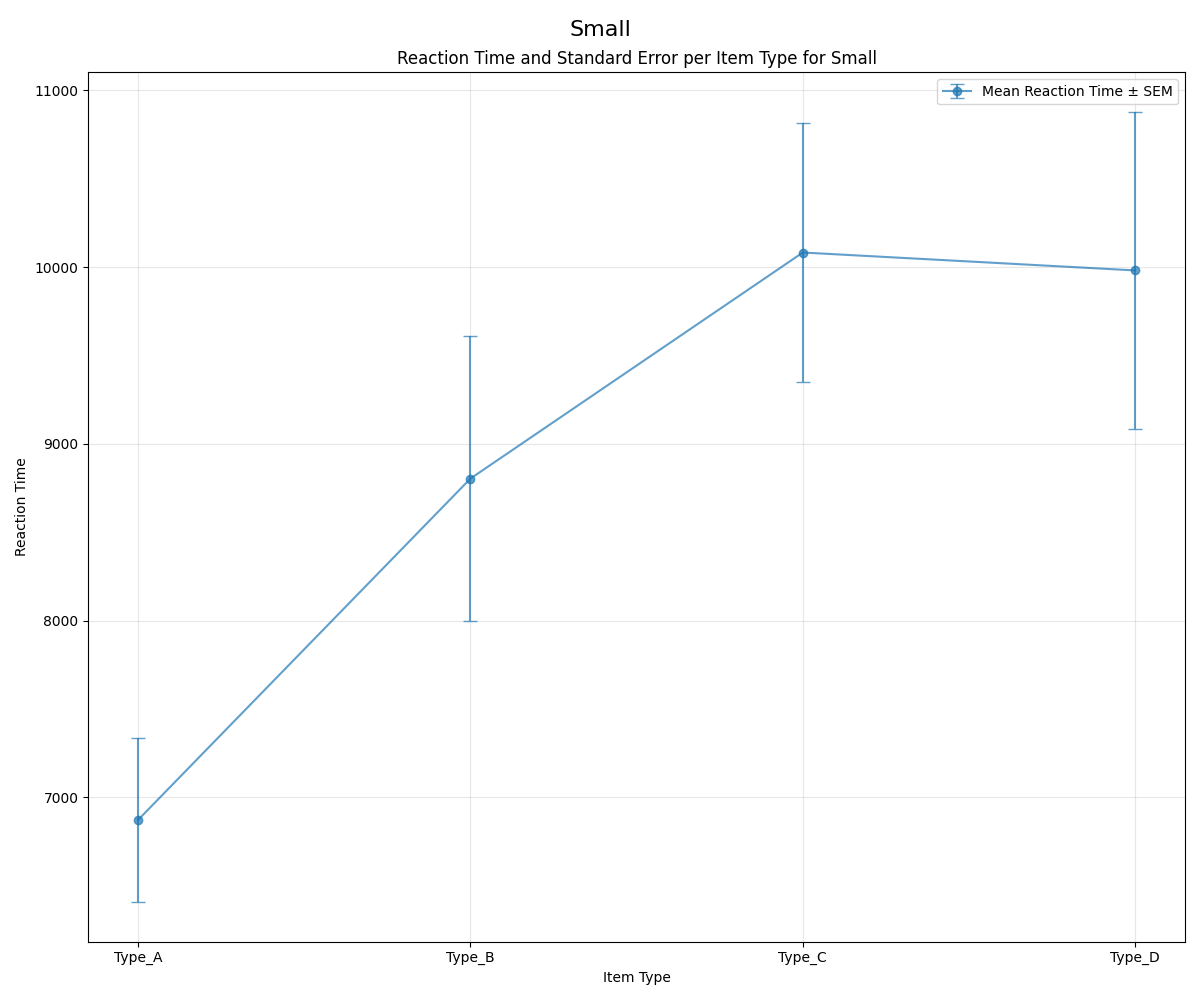 Small
Reaction Time and Standard Error per Item Type for Small
Mean Reaction Time ± SEM
11000
10000
9000
8000
7000
Reaction Time
Type_A
Type_B
Type_C
Type_D
Item Type